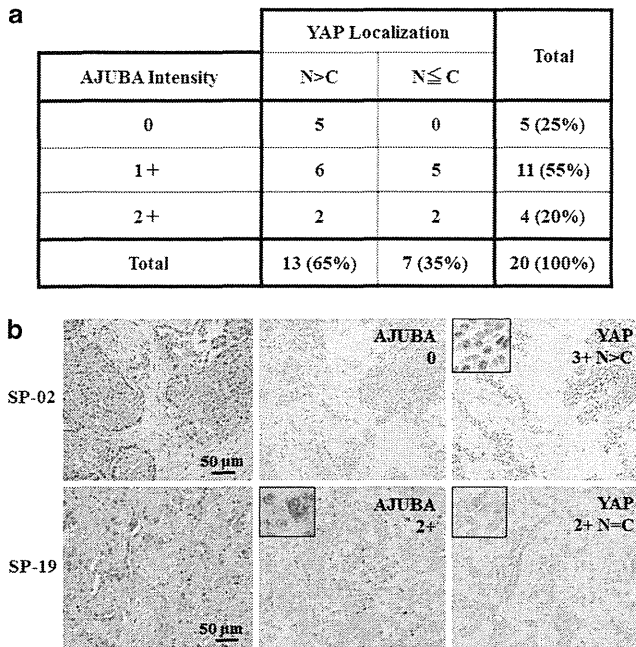 a
YAP Localization
Total
AJUBA Intensity
N>C
N≦C
0
5
0
5 (25%)
1+
6
5
11 (55%)
2+
2
2
4 (20%)
Total
13 (65%)
7 (35%)
20 (100%)
b
SP-02
50 μm
AJUBA
0
YAP
3+ N>C
SP-19
50 μm
AJUBA
2+
YAP
2+ N=C